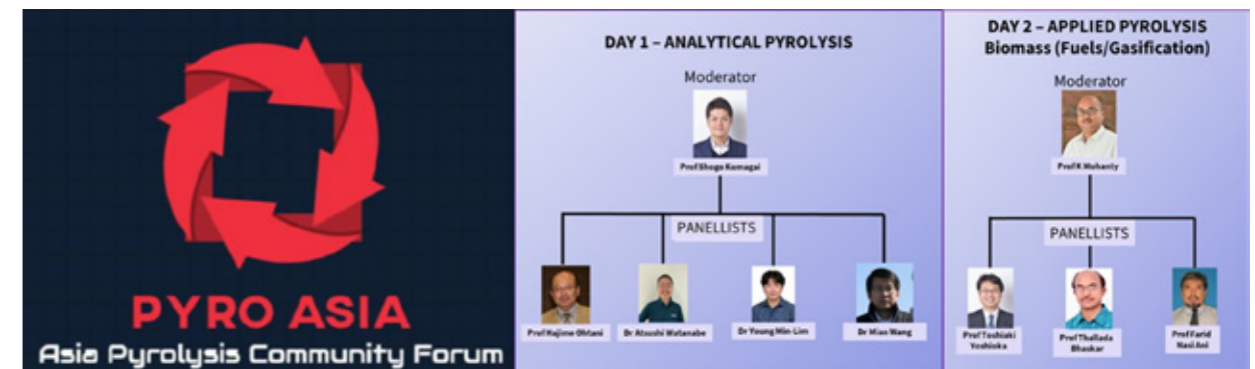 PYRO ASIA
Asia Pyrolysis Community Forum
DAY 1 – ANALYTICAL PYROLYSIS
Moderator
Prof Shogo Kumagai
PANELLISTS
Prof Hajime Ohtani
Dr Atsushi Watanabe
Dr Young Min-Lim
Dr Miao Wang
DAY 2 – APPLIED PYROLYSIS
Biomass (Fuels/Gasification)
Moderator
Prof K Mohanty
PANELLISTS
Prof Toshiaki
Yoshioka
Prof Thallada
Bhaskar
Prof Farid
Nasi Ani